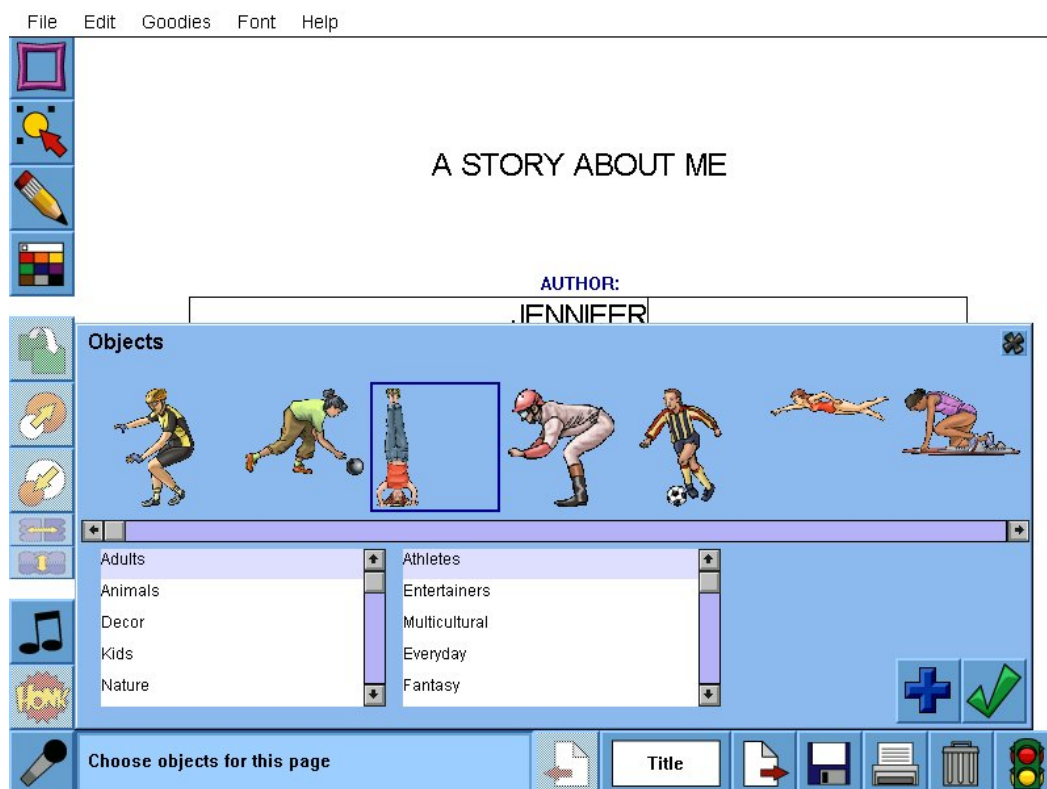 File Edit Goodies Font Help
A STORY ABOUT ME
AUTHOR:
JENNIFER
Objects
Adults
Animals
Decor
Kids
Nature
Athletes
Entertainers
Multicultural
Everyday
Fantasy
HONK
Choose objects for this page
Title